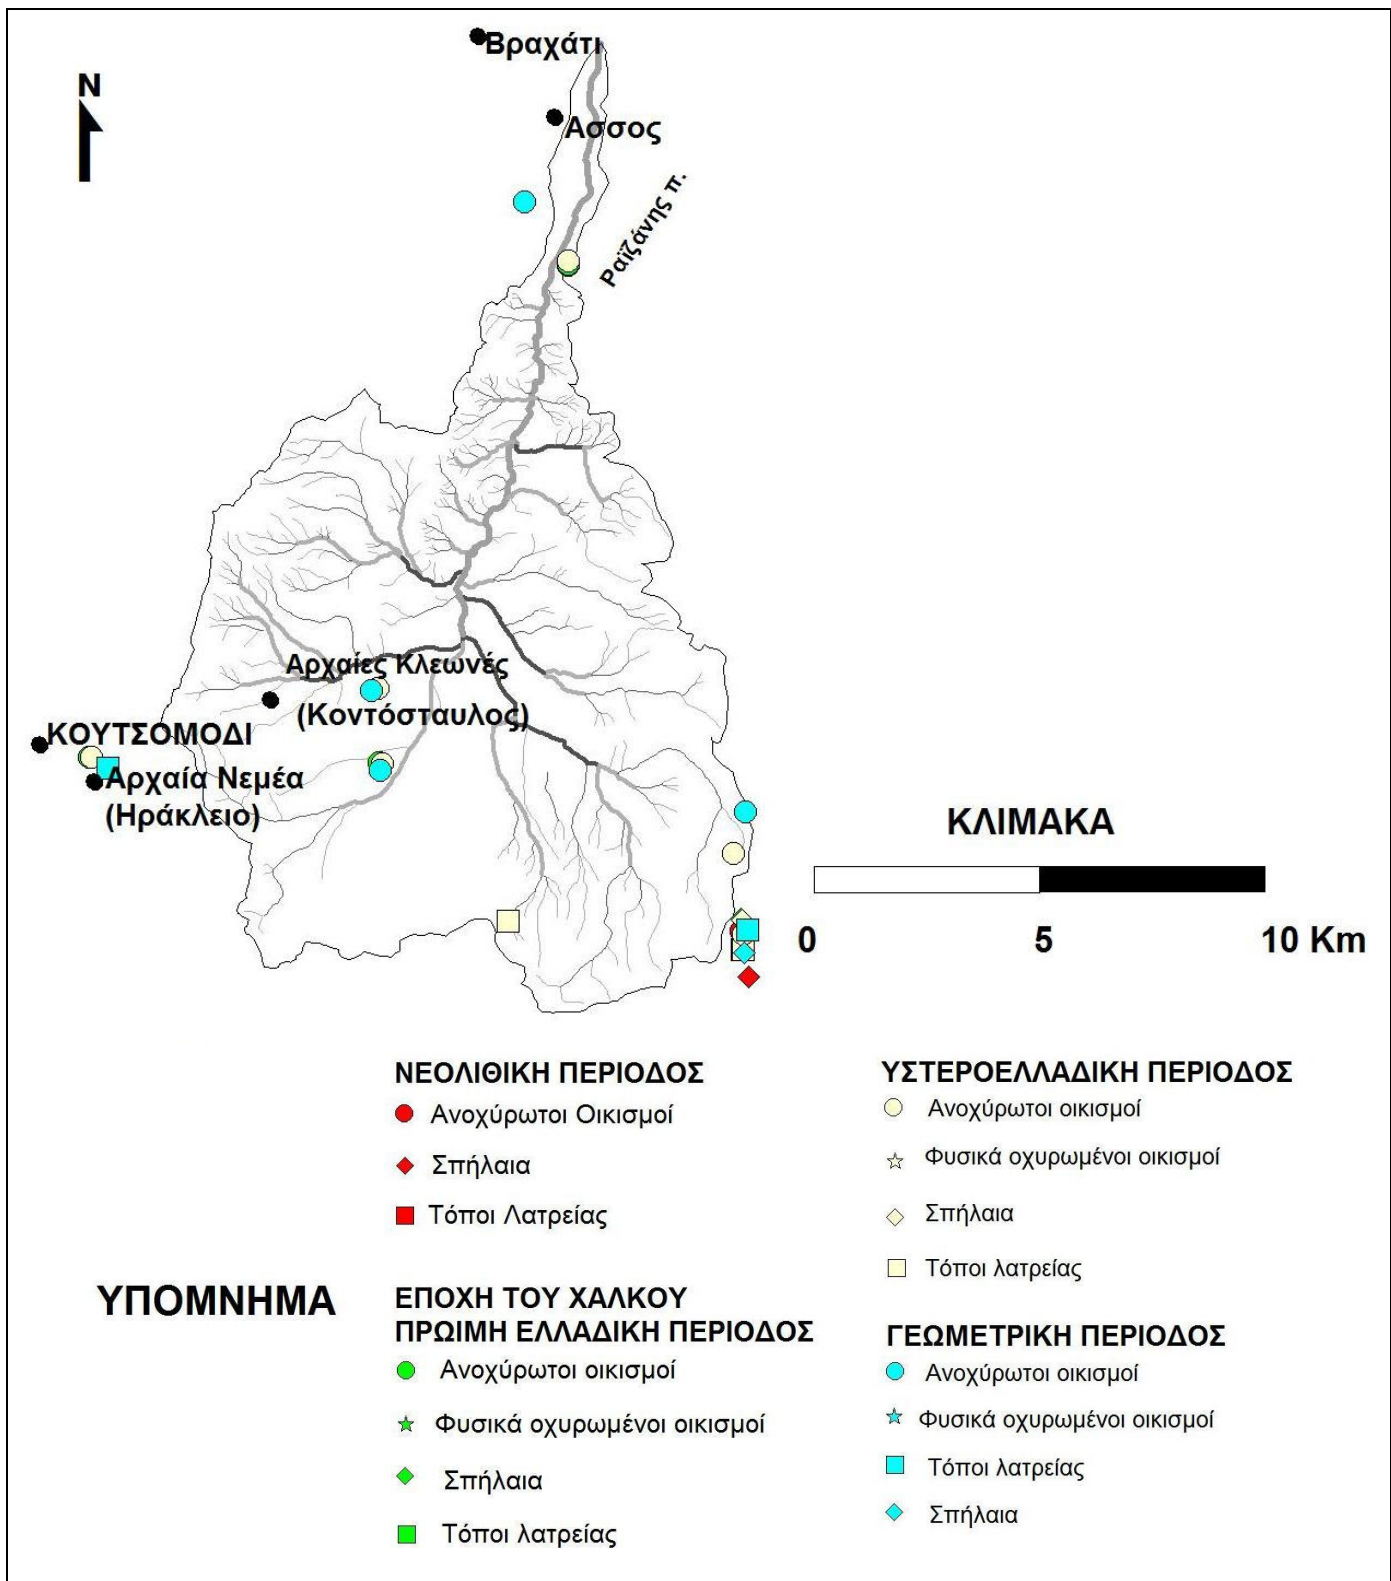 Βραχάτι
N
Ασσος
Ραϊζάνης π.
Αρχαίες Κλεωνές
(Κοντόσταυλος)
ΚΟΥΤΣΟΜΟΔΙ
Αρχαία Νεμέα
(Ηράκλειο)
ΚΛΙΜΑΚΑ
0 5 10 Km
ΝΕΟΛΙΘΙΚΗ ΠΕΡΙΟΔΟΣ
Ανοχύρωτοι Οικισμοί
Σπήλαια
Τόποι Λατρείας
ΥΣΤΕΡΟΕΛΛΑΔΙΚΗ ΠΕΡΙΟΔΟΣ
Ανοχύρωτοι οικισμοί
Φυσικά οχυρωμένοι οικισμοί
Σπήλαια
Τόποι λατρείας
ΥΠΟΜΝΗΜΑ
ΕΠΟΧΗ ΤΟΥ ΧΑΛΚΟΥ
ΠΡΩΙΜΗ ΕΛΛΑΔΙΚΗ ΠΕΡΙΟΔΟΣ
Ανοχύρωτοι οικισμοί
Φυσικά οχυρωμένοι οικισμοί
Σπήλαια
Τόποι λατρείας
ΓΕΩΜΕΤΡΙΚΗ ΠΕΡΙΟΔΟΣ
Ανοχύρωτοι οικισμοί
Φυσικά οχυρωμένοι οικισμοί
Τόποι λατρείας
Σπήλαια